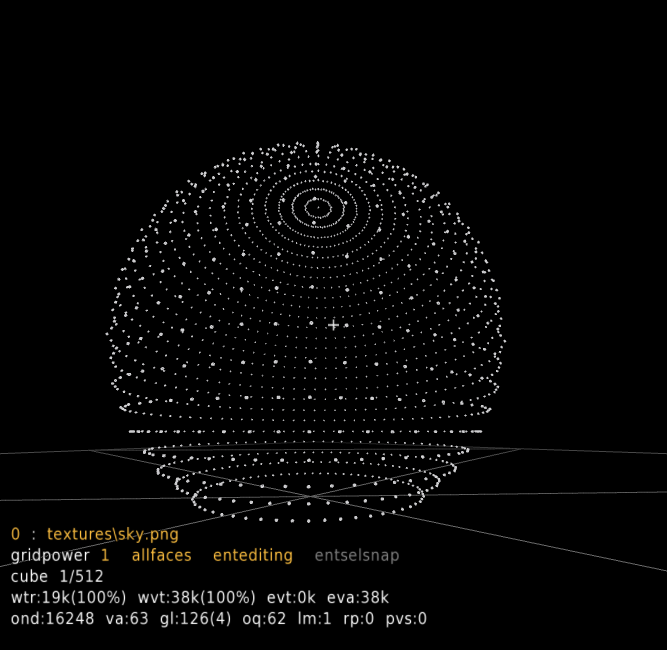 0 : textures\sky.png
gridpower 1 allfaces entediting entselsnap
cube 1/512
wtr:19k(100%) wvt:38k(100%) evt:0k eva:38k
ond:16248 va:63 gl:126(4) oq:62 lm:1 rp:0 pvs:0